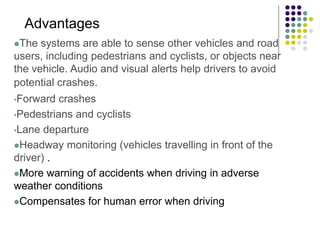 Advantages
●The systems are able to sense other vehicles and road
users, including pedestrians and cyclists, or objects near
the vehicle. Audio and visual alerts help drivers to avoid
potential crashes.
•Forward crashes
•Pedestrians and cyclists
•Lane departure
●Headway monitoring (vehicles travelling in front of the
driver) .
●More warning of accidents when driving in adverse
weather conditions
●Compensates for human error when driving